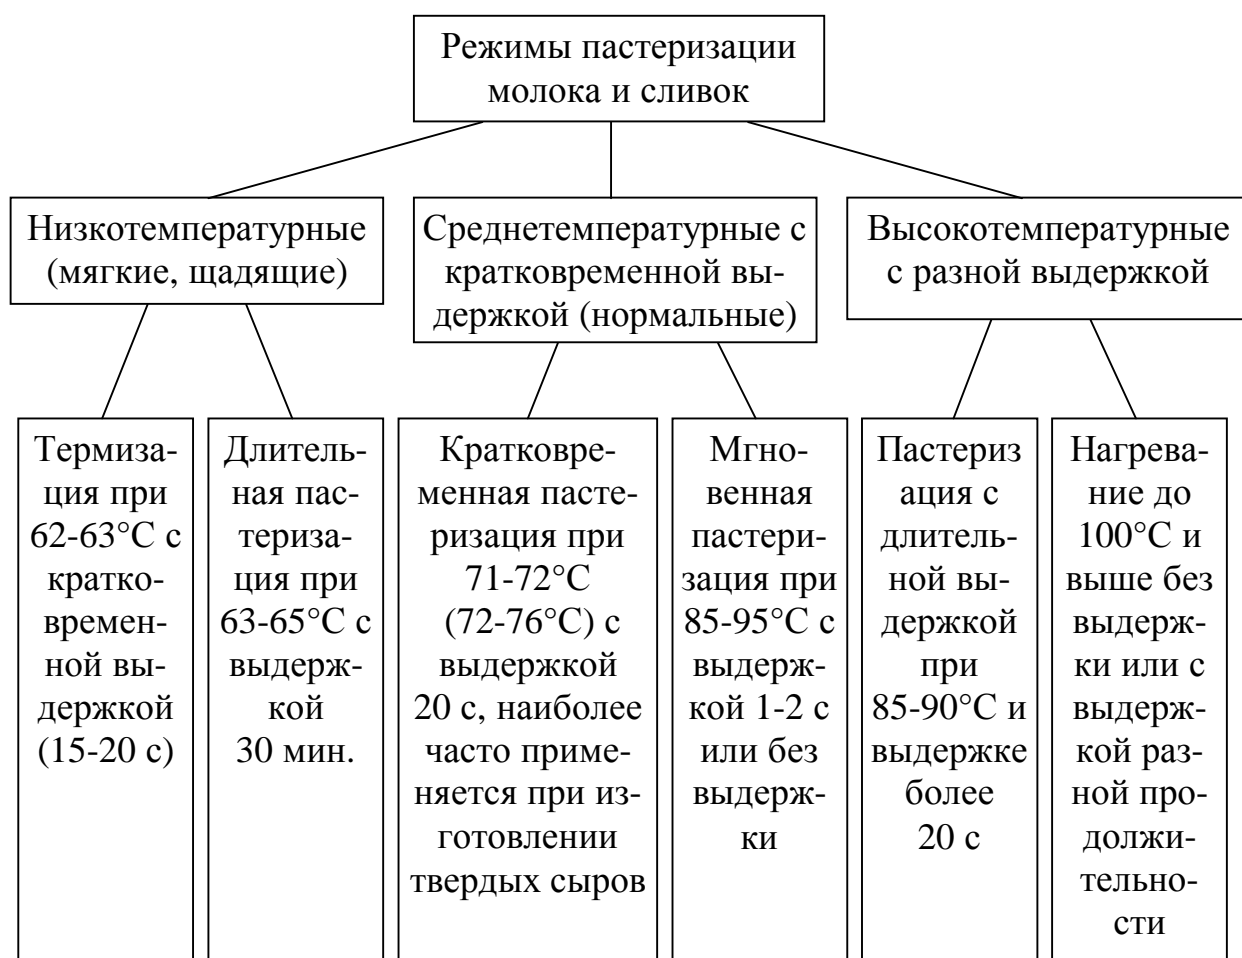 Режимы пастеризации
молока и сливок
Низкотемпературные
(мягкие, щадящие)
Среднетемпературные с
кратковременной вы-
держкой (нормальные)
Высокотемпературные
с разной выдержкой
Термиза-
ция при
62-63°С с
кратко-
времен-
ной вы-
держкой
(15-20 с)
Длитель-
ная пас-
териза-
ция при
63-65°С с
выдерж-
кой
30 мин.
Кратковре-
менная пасте-
ризация при
71-72°С
(72-76°С) с
выдержкой
20 с, наиболее
часто приме-
няется при из-
готовлении
твердых сыров
Мгно-
венная
пастери-
зация при
85-95°С с
выдерж-
кой 1-2 с
или без
выдерж-
ки
Пастериз
ация с
длитель-
ной вы-
держкой
при
85-90°С и
выдержке
более
20 с
Нагрева-
ние до
100°С и
выше без
выдерж-
ки или с
выдерж-
кой раз-
ной про-
должи-
тельно-
сти